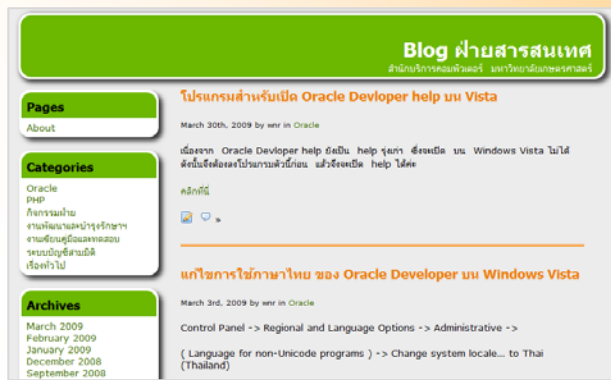 Blog ฝ่ายสารสนเทศ
สำนักบริการคอมพิวเตอร์ มหาวิทยาลัยเกษตรศาสตร์
Pages
About
Categories
Oracle
PHP
กิจกรรมฝ่าย
งานพัฒนาและบำรุงรักษาฯ
งานเขียนคู่มือและทดสอบ
ระบบบัญชีสามมิติ
เรื่องทั่วไป
Archives
March 2009
February 2009
January 2009
December 2008
September 2008
โปรแกรมสำหรับเปิด Oracle Devloper help บน Vista
March 30th, 2009 by wnr in Oracle
เนื่องจาก Oracle Devloper help ยังเป็น help รุ่นเก่า ซึ่งจะเปิด บน Windows Vista ไม่ได้
ดังนั้นจึงต้องลงโปรแกรมตัวนี้ก่อน แล้วจึงจะเปิด help ได้ค่ะ
คลิกที่นี่
»
แก้ไขการใช้ภาษาไทย ของ Oracle Developer บน Windows Vista
March 3rd, 2009 by wnr in Oracle
Control Panel -> Regional and Language Options -> Administrative ->
( Language for non-Unicode programs ) -> Change system locale... to Thai
(Thailand)